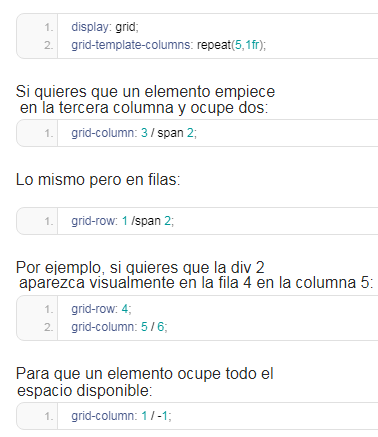 1. display: grid;
2. grid-template-columns: repeat(5,1fr);
Si quieres que un elemento empiece
en la tercera columna y ocupe dos:
1. grid-column: 3 / span 2;
Lo mismo pero en filas:
1. grid-row: 1 /span 2;
Por ejemplo, si quieres que la div 2
aparezca visualmente en la fila 4 en la columna 5:
1. grid-row: 4;
2. grid-column: 5 / 6;
Para que un elemento ocupe todo el
espacio disponible:
1. grid-column: 1 / -1;